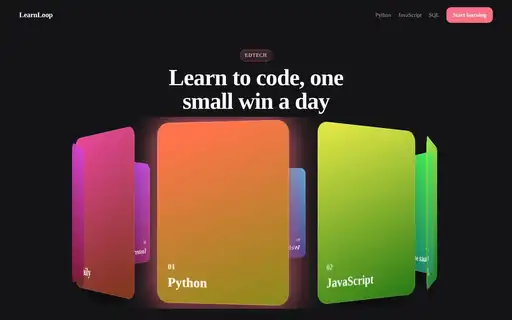 LearnLoop
Python JavaScript SQL Start learning
EDTECH
Learn to code, one
small win a day
01
Python
02
JavaScript